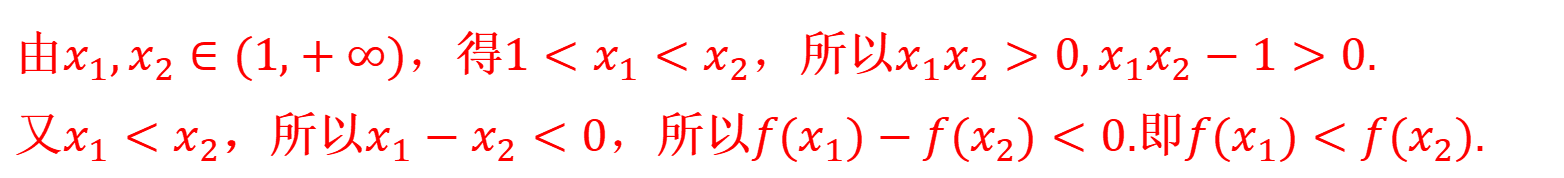 由x₁,x₂ ∈ (1, + ∞)，得1 < x₁ < x₂，所以x₁x₂ > 0, x₁x₂ − 1 > 0.
又x₁ < x₂，所以x₁ − x₂ < 0，所以f(x₁) − f(x₂) < 0.即f(x₁) < f(x₂).